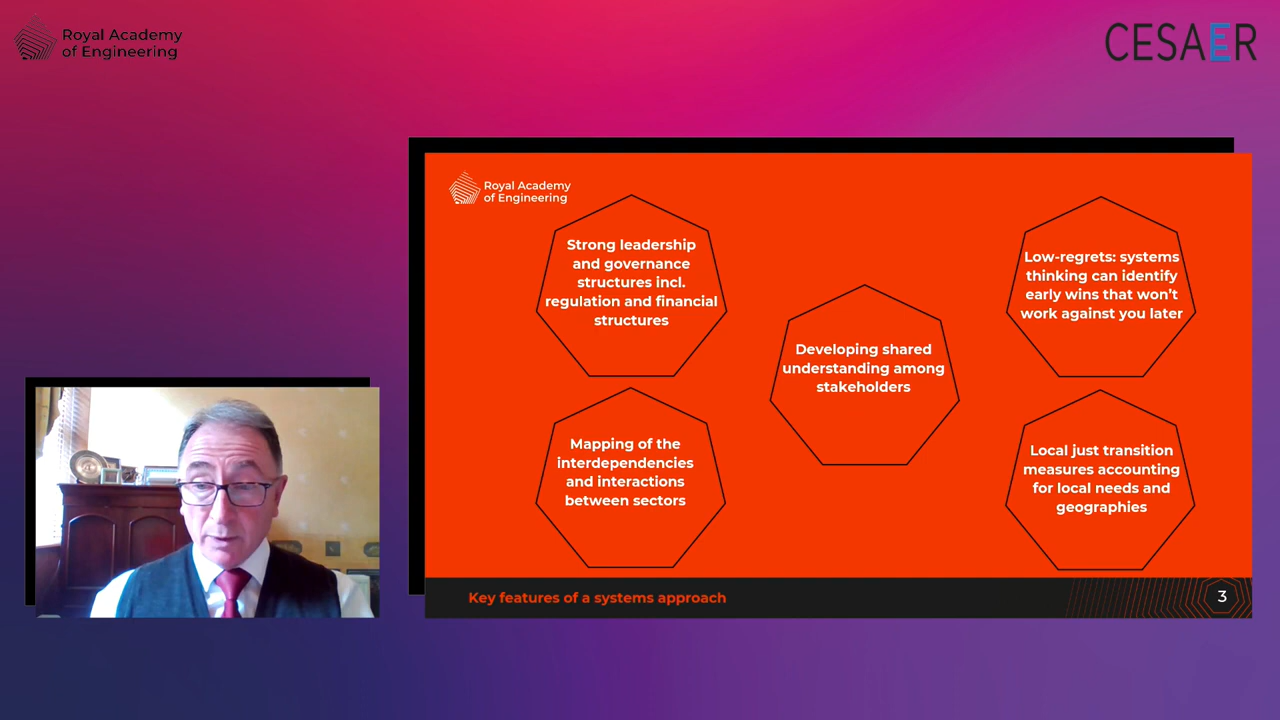 Royal Academy
of Engineering
CESAER
Royal Academy
of Engineering
Strong leadership
and governance
structures incl.
regulation and financial
structures
Low-regrets: systems
thinking can identify
early wins that won't
work against you later
Developing shared
understanding among
stakeholders
Mapping of the
interdependencies
and interactions
between sectors
Local just transition
measures accounting
for local needs and
geographies
Key features of a systems approach
3